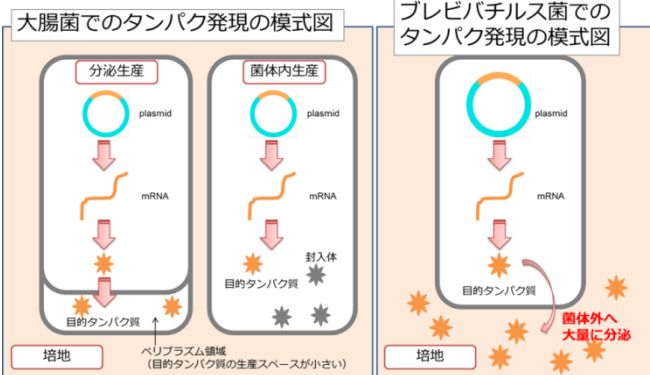 大腸菌でのタンパク発現の模式図
分泌生産
plasmid
mRNA
目的タンパク質
ペリプラズム領域
（目的タンパク質の生産スペースが小さい）
培地
菌体内生産
plasmid
mRNA
封入体
目的タンパク質
ブレビバチルス菌での
タンパク発現の模式図
plasmid
mRNA
目的タンパク質
菌体外へ
大量に分泌
培地